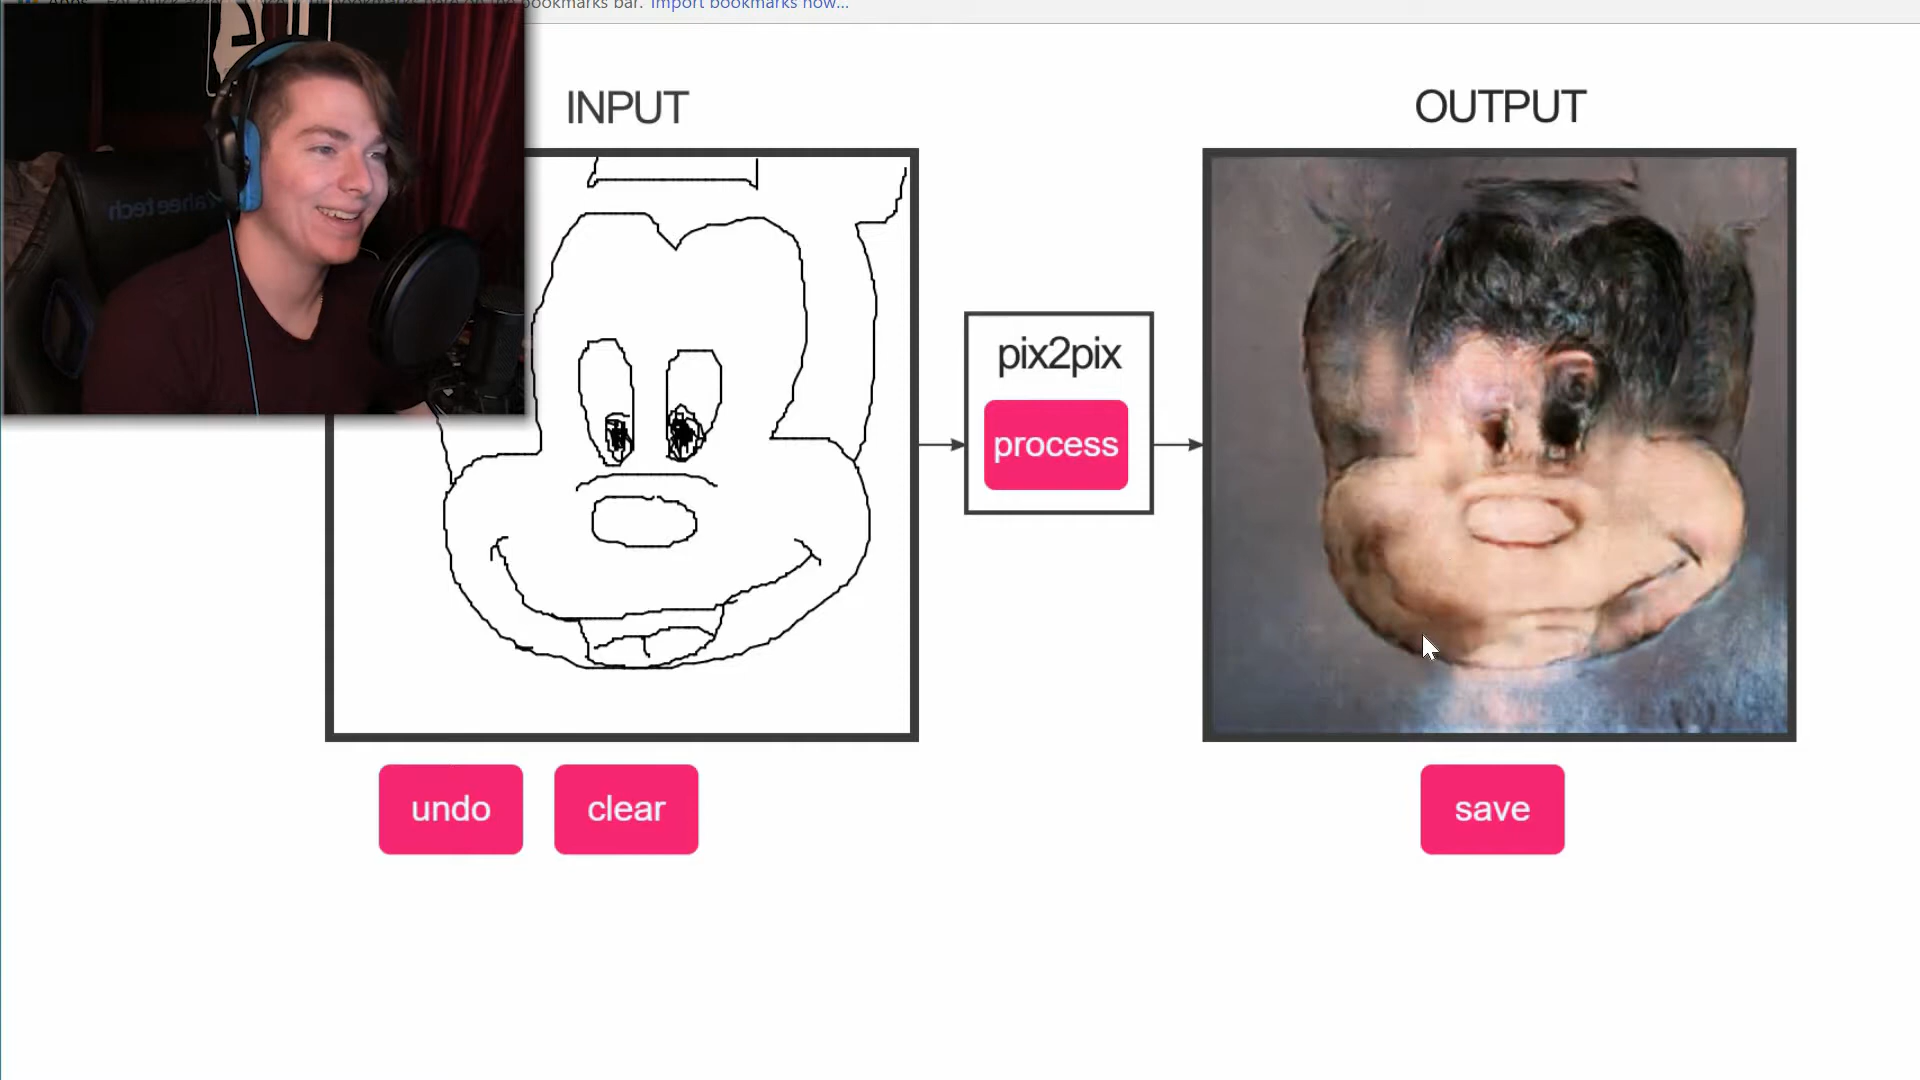 bookmarks bar. Import bookmarks now...
INPUT
OUTPUT
pix2pix
process
undo
clear
save